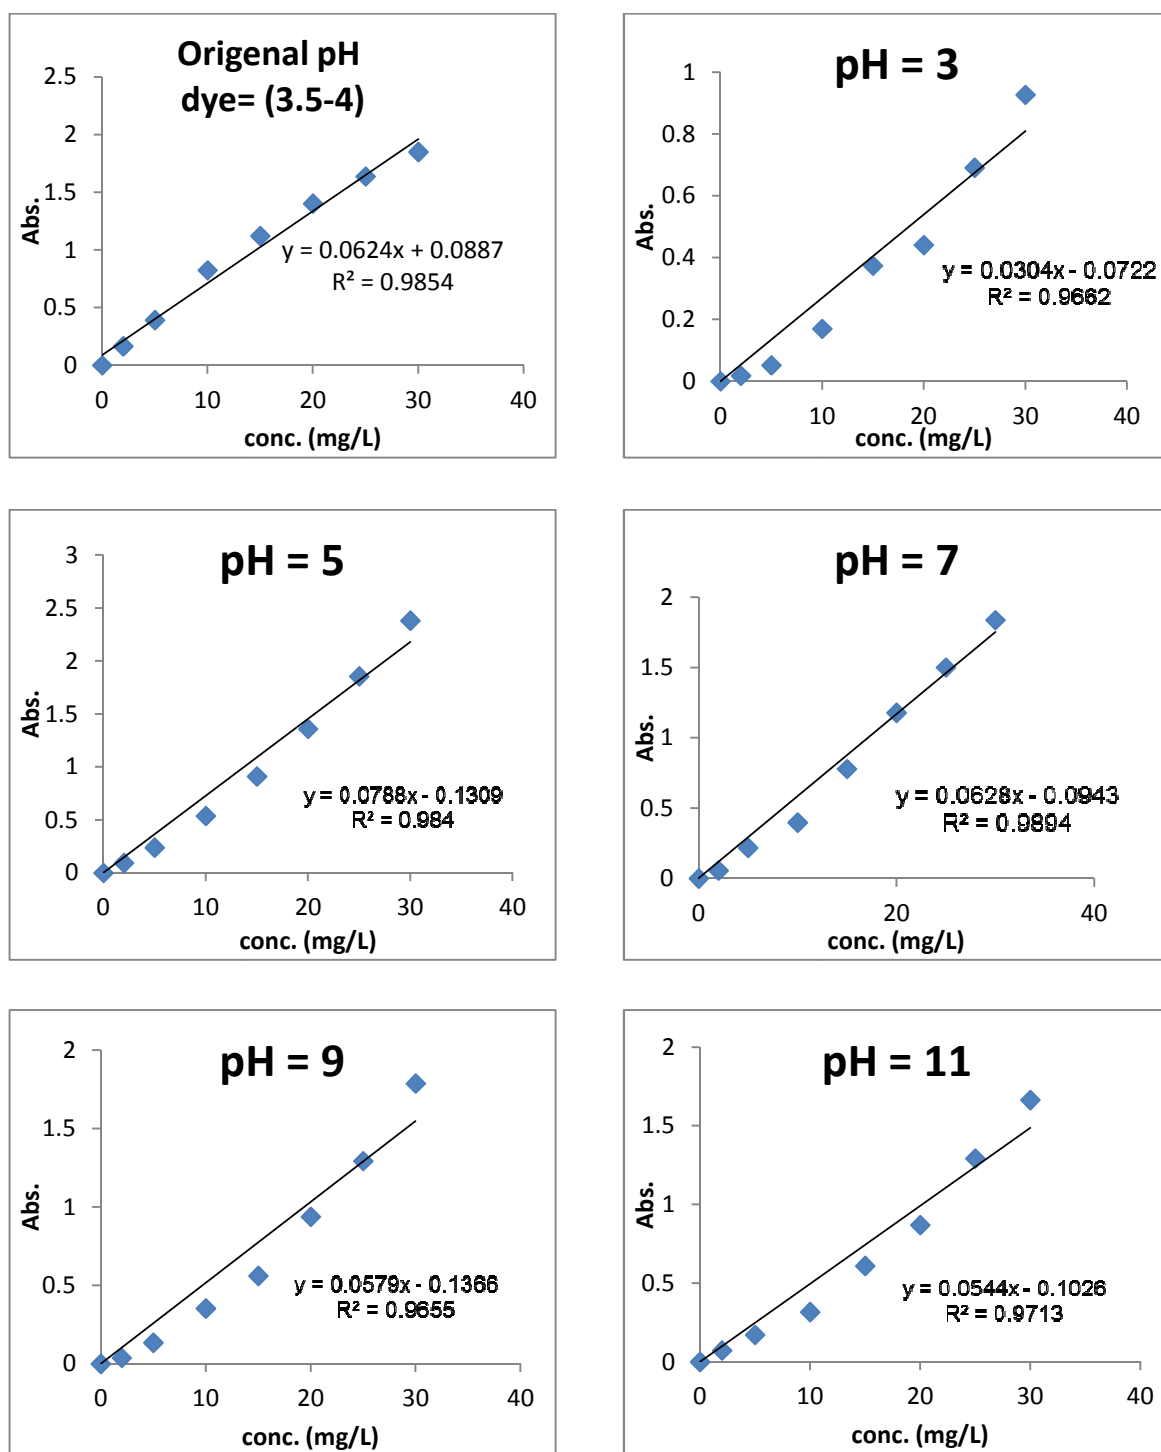 Origenal pH
dye= (3.5-4)
2.5
2
1.5
1
0.5
0
Abs.
y = 0.0624x + 0.0887
R² = 0.9854
0 10 20 30 40
conc. (mg/L)
pH = 3
1
0.8
0.6
0.4
0.2
0
Abs.
y = 0.0304x - 0.0722
R² = 0.9662
0 10 20 30 40
conc. (mg/L)
pH = 5
3
2.5
2
1.5
1
0.5
0
Abs.
y = 0.0788x - 0.1309
R² = 0.984
0 10 20 30 40
conc. (mg/L)
pH = 7
2
1.5
1
0.5
0
Abs.
y = 0.0628x - 0.0943
R² = 0.9894
0 20 40
conc. (mg/L)
pH = 9
2
1.5
1
0.5
0
Abs.
y = 0.0579x - 0.1366
R² = 0.9655
0 10 20 30 40
conc. (mg/L)
pH = 11
2
1.5
1
0.5
0
Abs.
y = 0.0544x - 0.1026
R² = 0.9713
0 10 20 30 40
conc. (mg/L)